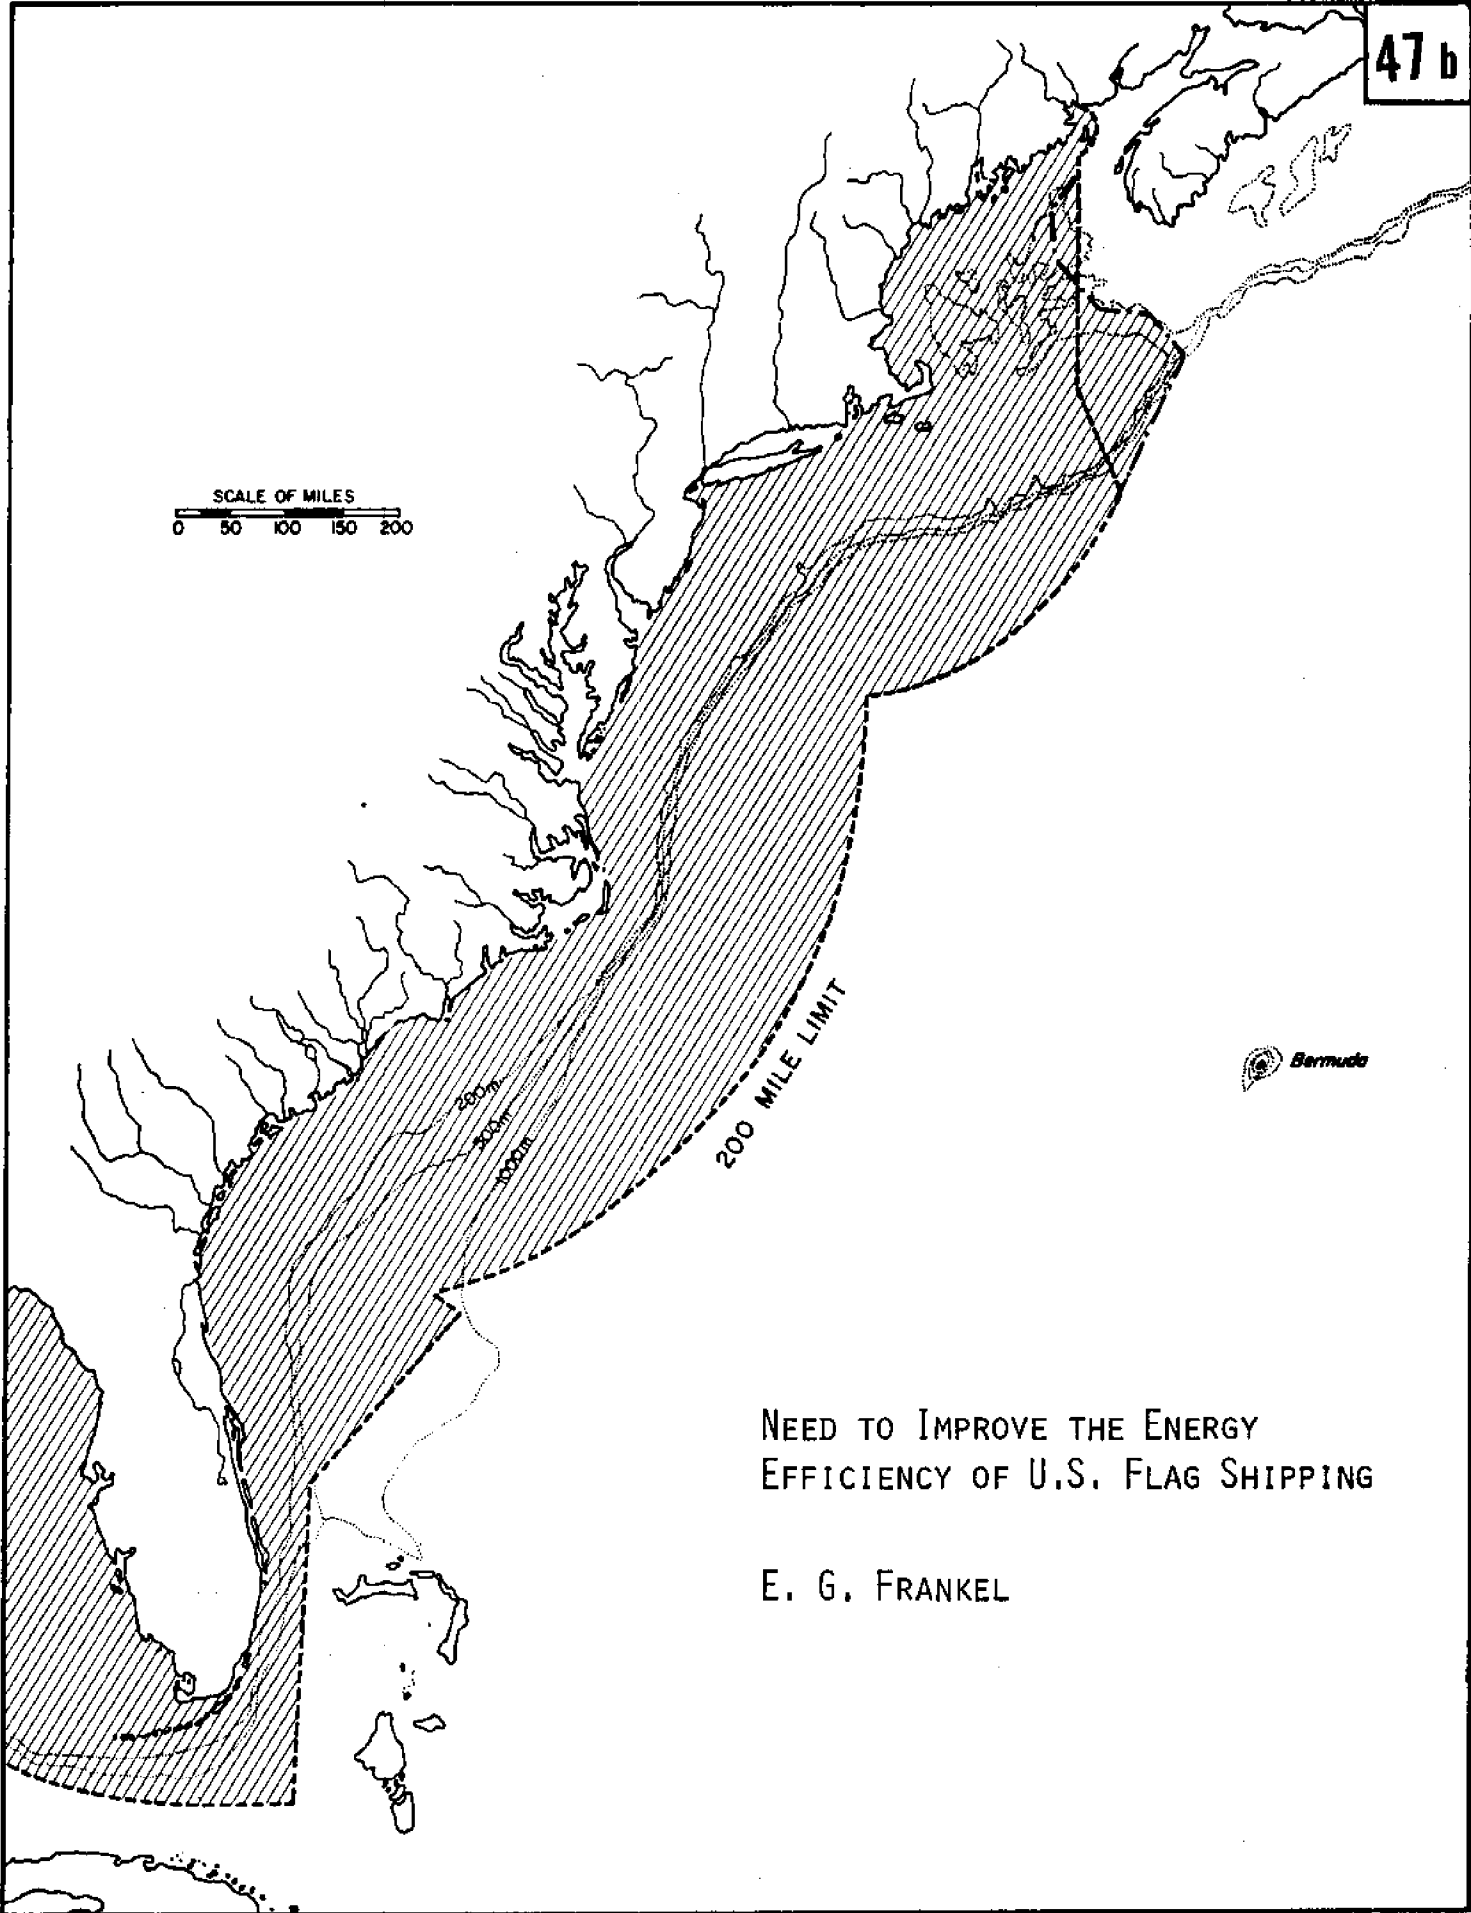 47 b
SCALE OF MILES
0 50 100 150 200
200m
500m
1000m
200 MILE LIMIT
Bermuda
NEED TO IMPROVE THE ENERGY
EFFICIENCY OF U.S. FLAG SHIPPING
E. G. FRANKEL